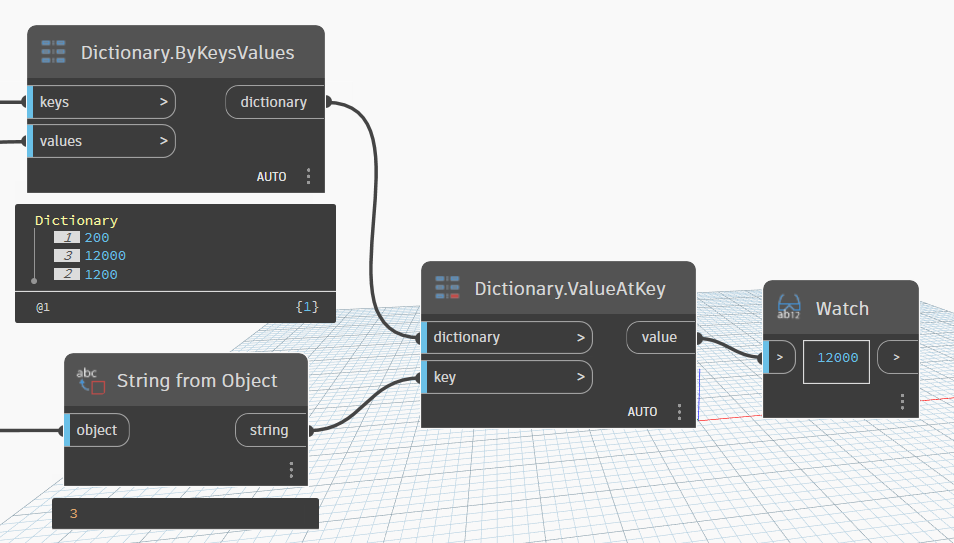 Dictionary.ByKeysValues
keys >
dictionary
values >
AUTO
Dictionary
1 200
3 12000
2 1200
@1 {1}
abc
String from Object
object
string
3
Dictionary.ValueAtKey
dictionary >
value
key >
AUTO
ab12
Watch
> 12000 >